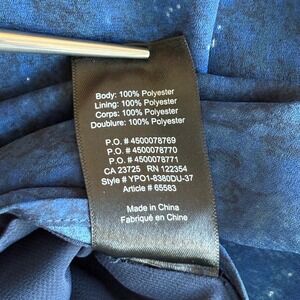 Body: 100% Polyester
Lining: 100% Polyester
Corps: 100% Polyester
Doublure: 100% Polyester
P.O. # 4500078769
P.O. # 4500078770
P.O. # 4500078771
CA 23725 RN 122354
Style # YPO1-8380DU-37
Article # 65583
Made in China
Fabriqué en Chine